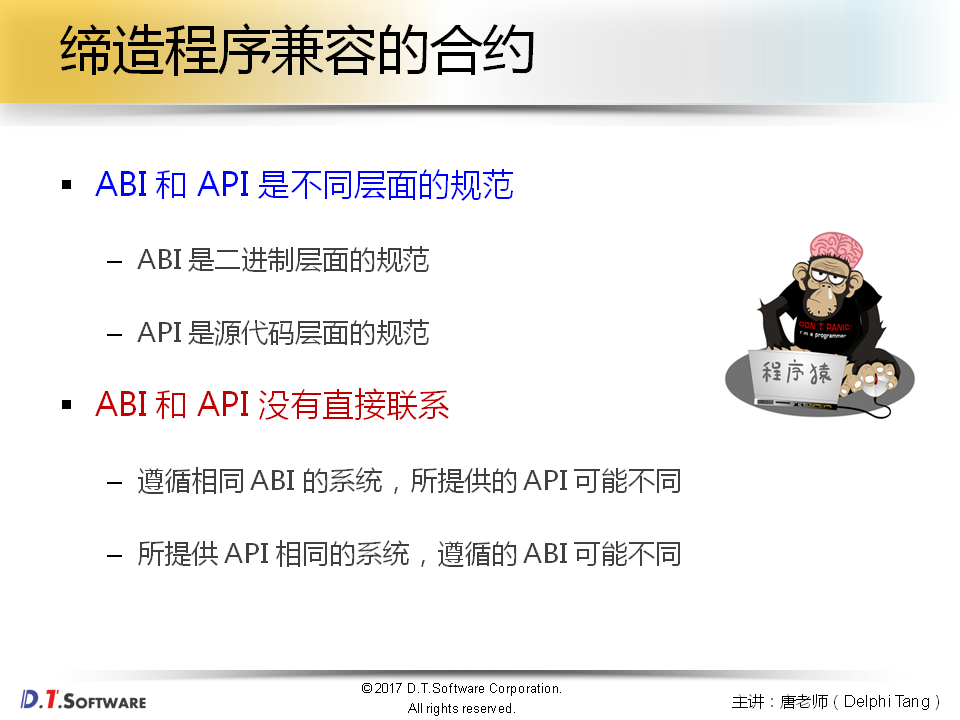 缔造程序兼容的合约
ABI 和 API 是不同层面的规范
– ABI 是二进制层面的规范
– API 是源代码层面的规范
DON'T PANIC!
I'm a programmer
程序猿
ABI 和 API 没有直接联系
– 遵循相同 ABI 的系统，所提供的 API 可能不同
– 所提供 API 相同的系统，遵循的 ABI 可能不同
D.T.SOFTWARE
©2017 D.T.Software Corporation.
All rights reserved.
主讲：唐老师（Delphi Tang）